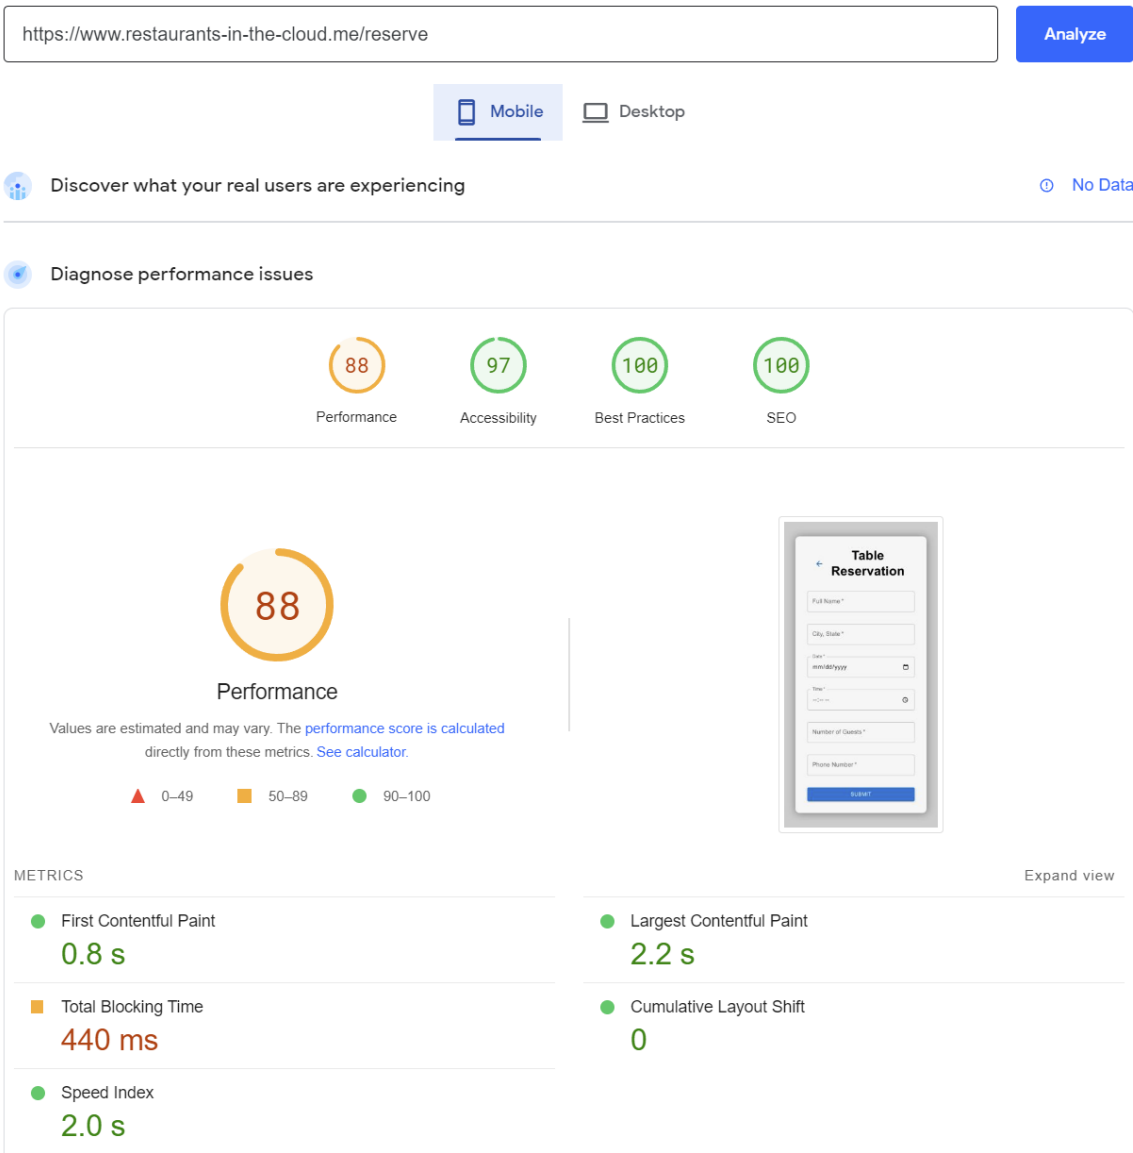 https://www.restaurants-in-the-cloud.me/reserve
Analyze
Mobile
Desktop
Discover what your real users are experiencing
No Data
Diagnose performance issues
88
97
100
100
Performance
Accessibility
Best Practices
SEO
88
Performance
Values are estimated and may vary. The performance score is calculated
directly from these metrics. See calculator.
0–49
50–89
90–100
Table
Reservation
Full Name *
City, State *
Date *
mm/dd/yyyy
Time *
--:-- --
Number of Guests *
Phone Number *
SUBMIT
METRICS
Expand view
First Contentful Paint
0.8 s
Largest Contentful Paint
2.2 s
Total Blocking Time
440 ms
Cumulative Layout Shift
0
Speed Index
2.0 s